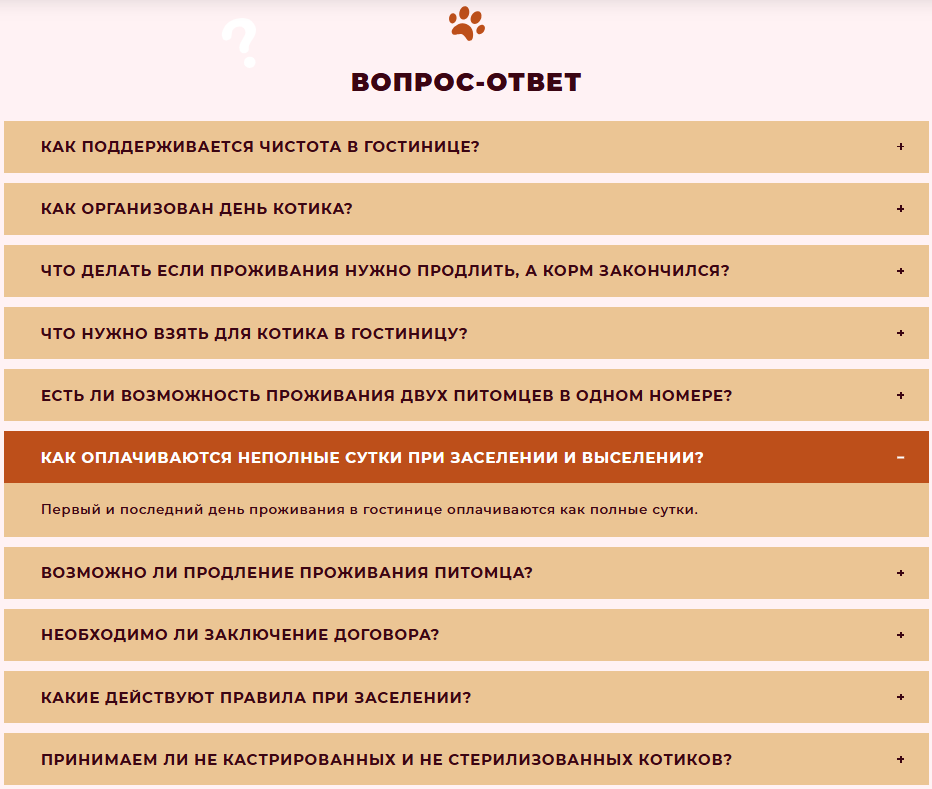 ?
ВОПРОС-ОТВЕТ
КАК ПОДДЕРЖИВАЕТСЯ ЧИСТОТА В ГОСТИНИЦЕ? +
КАК ОРГАНИЗОВАН ДЕНЬ КОТИКА? +
ЧТО ДЕЛАТЬ ЕСЛИ ПРОЖИВАНИЯ НУЖНО ПРОДЛИТЬ, А КОРМ ЗАКОНЧИЛСЯ? +
ЧТО НУЖНО ВЗЯТЬ ДЛЯ КОТИКА В ГОСТИНИЦУ? +
ЕСТЬ ЛИ ВОЗМОЖНОСТЬ ПРОЖИВАНИЯ ДВУХ ПИТОМЦЕВ В ОДНОМ НОМЕРЕ? +
КАК ОПЛАЧИВАЮТСЯ НЕПОЛНЫЕ СУТКИ ПРИ ЗАСЕЛЕНИИ И ВЫСЕЛЕНИИ? −
Первый и последний день проживания в гостинице оплачиваются как полные сутки.
ВОЗМОЖНО ЛИ ПРОДЛЕНИЕ ПРОЖИВАНИЯ ПИТОМЦА? +
НЕОБХОДИМО ЛИ ЗАКЛЮЧЕНИЕ ДОГОВОРА? +
КАКИЕ ДЕЙСТВУЮТ ПРАВИЛА ПРИ ЗАСЕЛЕНИИ? +
ПРИНИМАЕМ ЛИ НЕ КАСТРИРОВАННЫХ И НЕ СТЕРИЛИЗОВАННЫХ КОТИКОВ? +